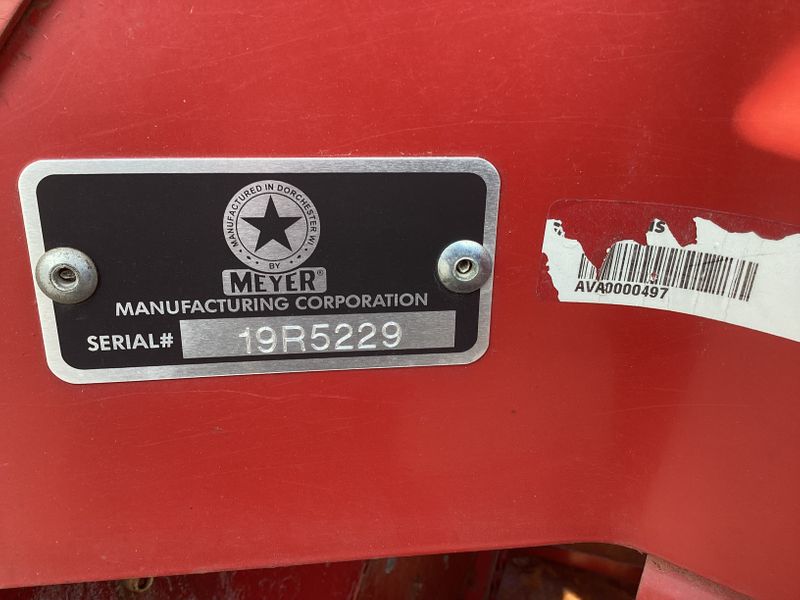 MANUFACTURED IN DORCHESTER WI
BY
MEYER®
MANUFACTURING CORPORATION
SERIAL# 19R5229
AVA0000497